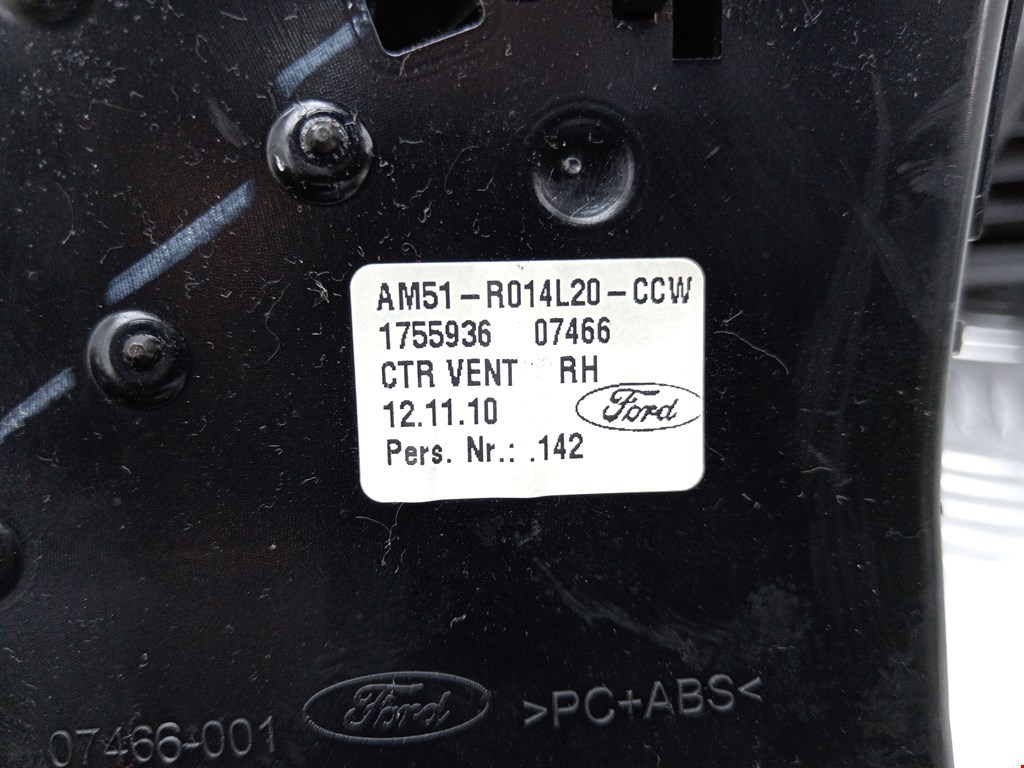 AM51-R014L20-CCW
1755936 07466
CTR VENT RH
12.11.10 Ford
Pers. Nr.: .142
Ford >PC+ABS<
07466-001